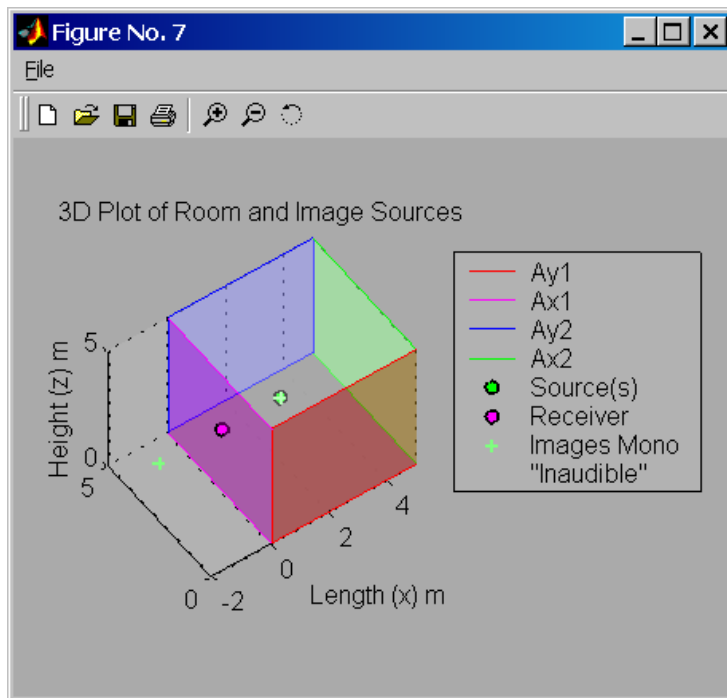 Figure No. 7
File
3D Plot of Room and Image Sources
Ay1
Ax1
Ay2
Ax2
Source(s)
Receiver
Images Mono
"Inaudible"
Height (z) m
5
0
5
0
-2
0
2
4
Length (x) m